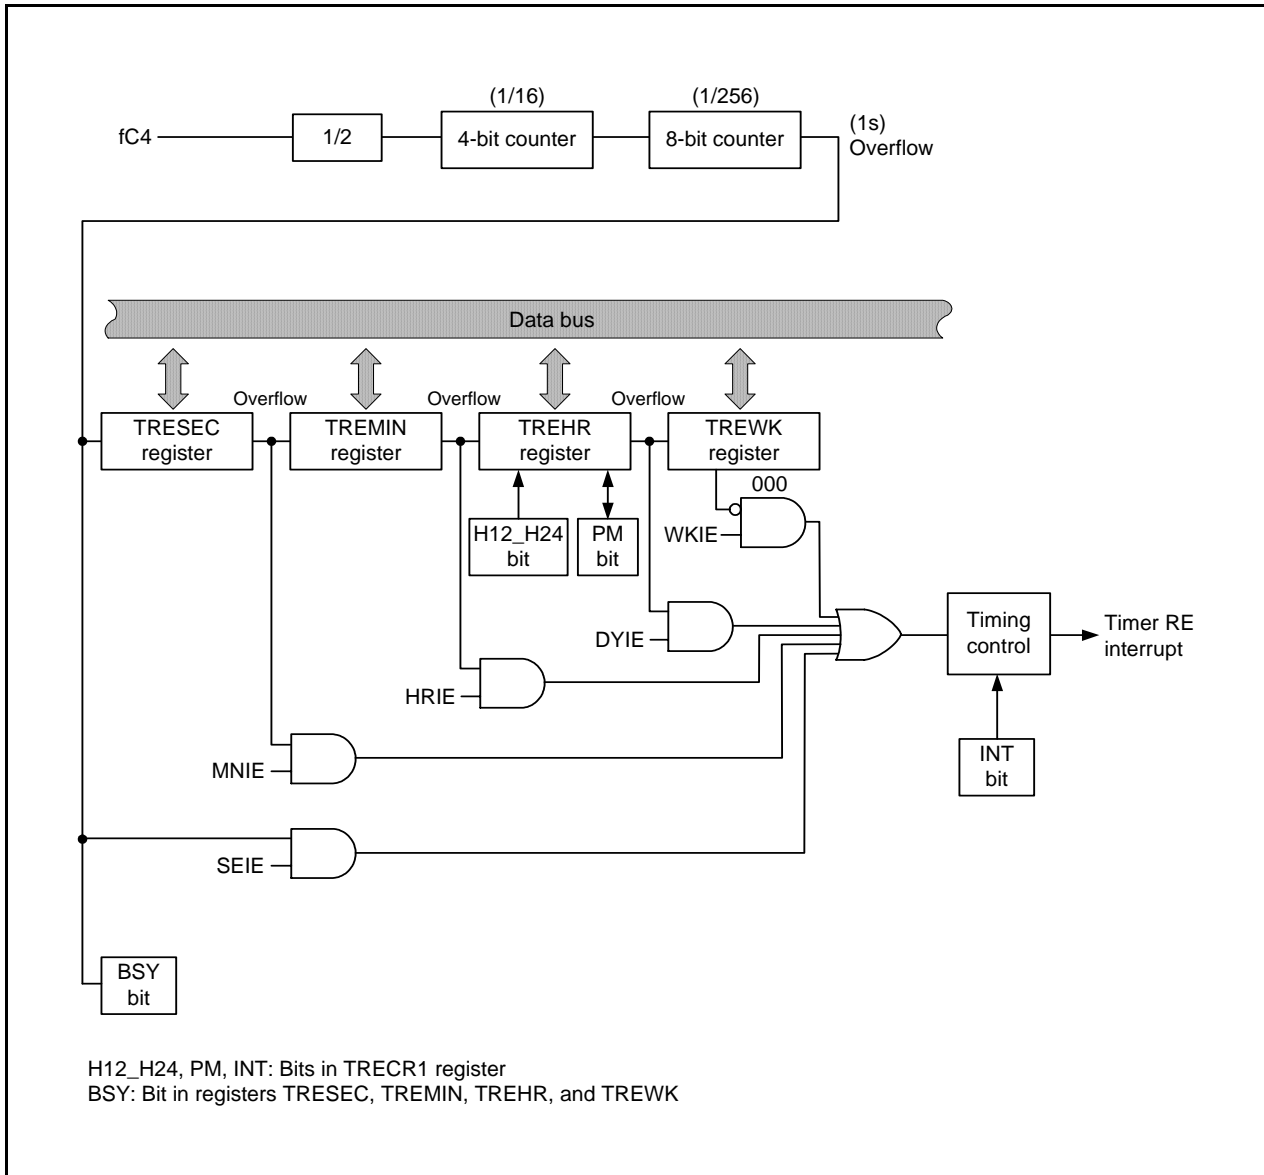 (1/16)
(1/256)
fC4
1/2
4-bit counter
8-bit counter
(1s)
Overflow
Data bus
Overflow
Overflow
Overflow
TRESEC
register
TREMIN
register
TREHR
register
TREWK
register
000
H12_H24
bit
PM
bit
WKIE
DYIE
HRIE
MNIE
SEIE
Timing
control
Timer RE
interrupt
INT
bit
BSY
bit
H12_H24, PM, INT: Bits in TRECR1 register
BSY: Bit in registers TRESEC, TREMIN, TREHR, and TREWK